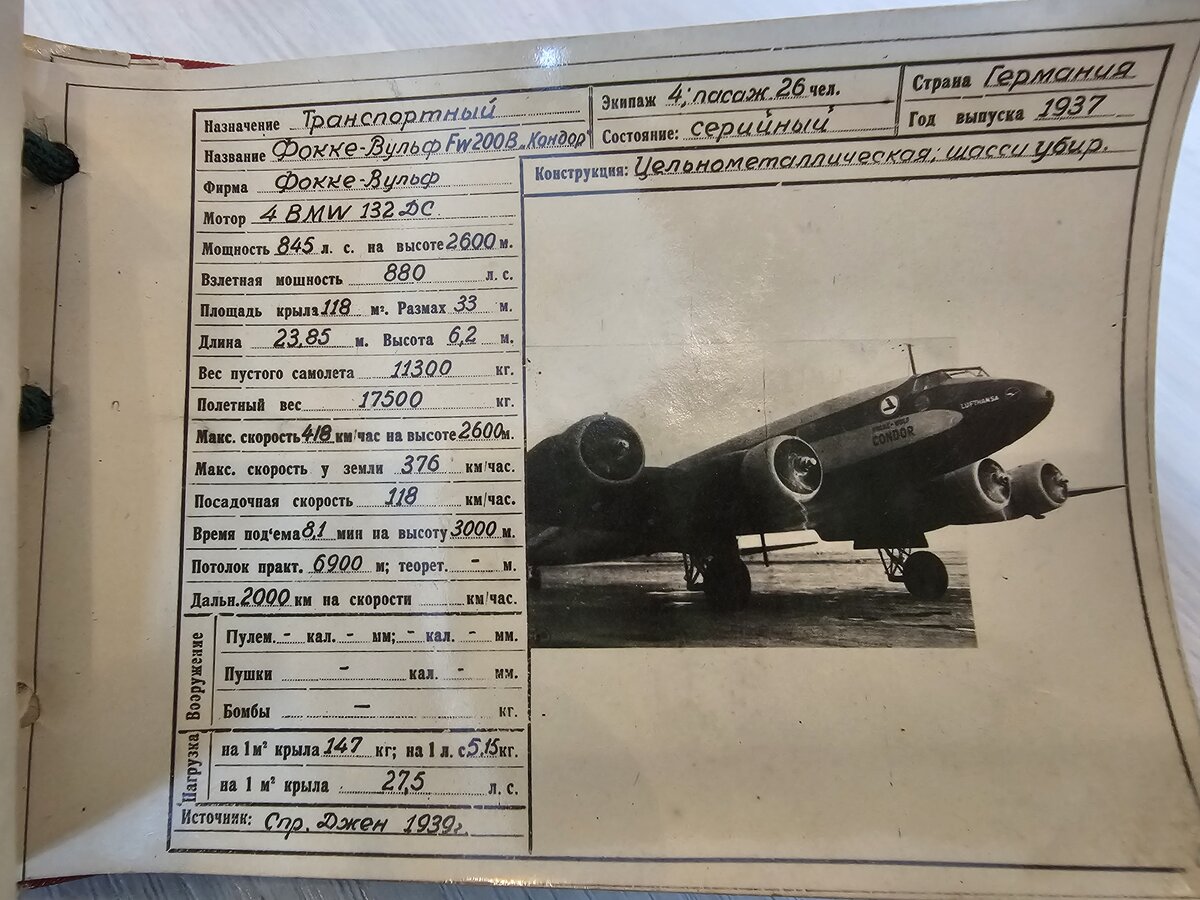 Назначение Транспортный
Название Фокке-Вульф Fw200B „Кондор"
Фирма Фокке-Вульф
Мотор 4 BMW 132 DC
Мощность 845 л. с. на высоте 2600 м.
Взлетная мощность 880 л. с.
Площадь крыла 118 м². Размах 33 м.
Длина 23,85 м. Высота 6,2 м.
Вес пустого самолета 11300 кг.
Полетный вес 17500 кг.
Макс. скорость 418 км/час на высоте 2600 м.
Макс. скорость у земли 376 км/час.
Посадочная скорость 118 км/час.
Время под'ема 8,1 мин на высоту 3000 м.
Потолок практ. 6900 м; теорет. - м.
Дальн. 2000 км на скорости км/час.
Вооружение
Пулем. - кал. - мм; - кал. - мм.
Пушки - кал. - мм.
Бомбы - кг.
Нагрузка
на 1 м² крыла 147 кг; на 1 л. с 5,15 кг.
на 1 м² крыла 27,5 л. с.
Источник: Спр. Джен 1939г.
Экипаж 4; пасаж 26 чел.
Состояние: серийный
Страна Германия
Год выпуска 1937
Конструкция: Цельнометаллическая; шасси убир.
LUFTHANSA
FOCKE-WULF
CONDOR